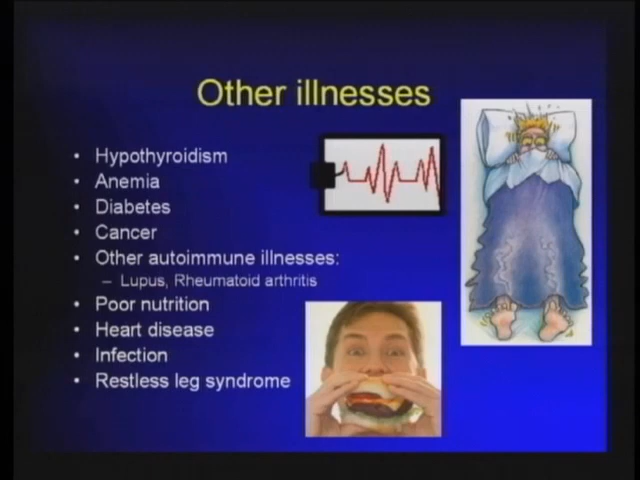 Other illnesses
• Hypothyroidism
• Anemia
• Diabetes
• Cancer
• Other autoimmune illnesses:
– Lupus, Rheumatoid arthritis
• Poor nutrition
• Heart disease
• Infection
• Restless leg syndrome